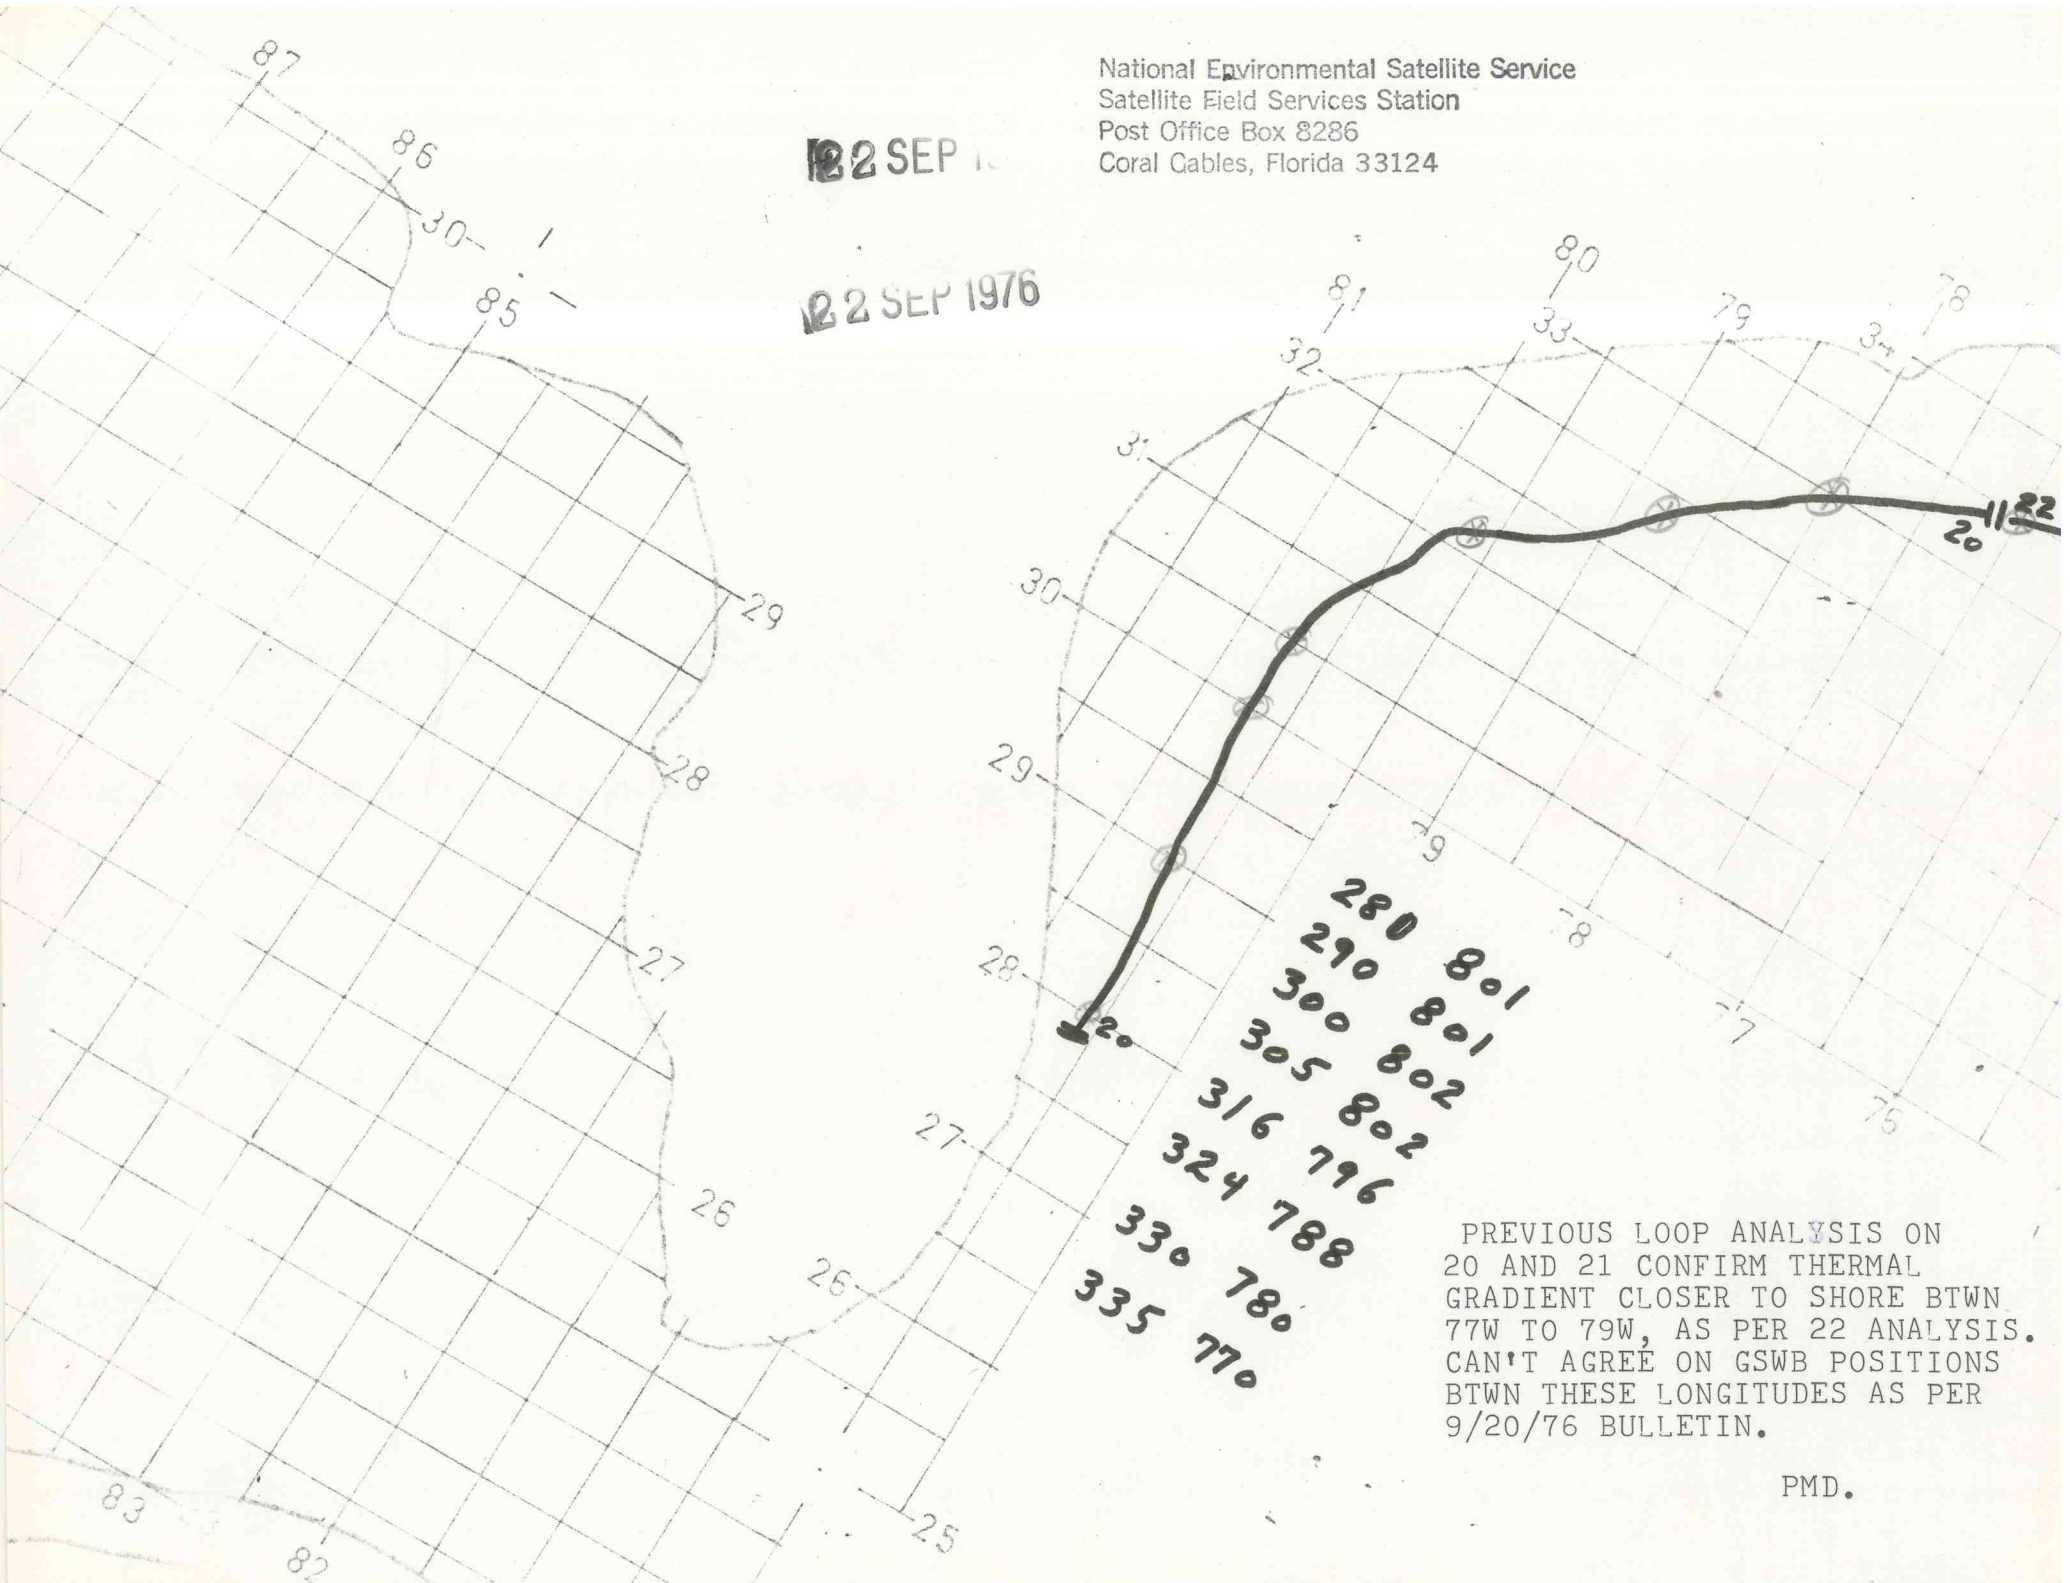 National Environmental Satellite Service
Satellite Field Services Station
Post Office Box 8286
Coral Gables, Florida 33124
22 SEP
22 SEP 1976
87
86
30
85
80
81
79
78
33
34
32
31
22
20
30
29
29
28
79
28
78
27
77
20
27
26
26
83
82
25
280 801
290 801
300 802
305 802
316 796
324 788
330 780
335 770
PREVIOUS LOOP ANALYSIS ON
20 AND 21 CONFIRM THERMAL
GRADIENT CLOSER TO SHORE BTWN
77W TO 79W, AS PER 22 ANALYSIS.
CAN'T AGREE ON GSWB POSITIONS
BTWN THESE LONGITUDES AS PER
9/20/76 BULLETIN.
PMD.